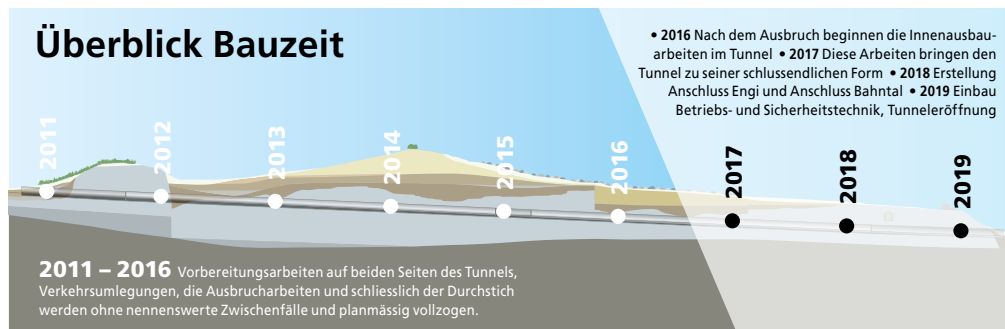 Überblick Bauzeit
• 2016 Nach dem Ausbruch beginnen die Innenausbau-
arbeiten im Tunnel • 2017 Diese Arbeiten bringen den
Tunnel zu seiner schlussendlichen Form • 2018 Erstellung
Anschluss Engi und Anschluss Bahntal • 2019 Einbau
Betriebs- und Sicherheitstechnik, Tunneleröffnung
2011
2012
2013
2014
2015
2016
2017
2018
2019
2011 – 2016 Vorbereitungsarbeiten auf beiden Seiten des Tunnels,
Verkehrsumlegungen, die Ausbrucharbeiten und schliesslich der Durchstich
werden ohne nennenswerte Zwischenfälle und planmässig vollzogen.